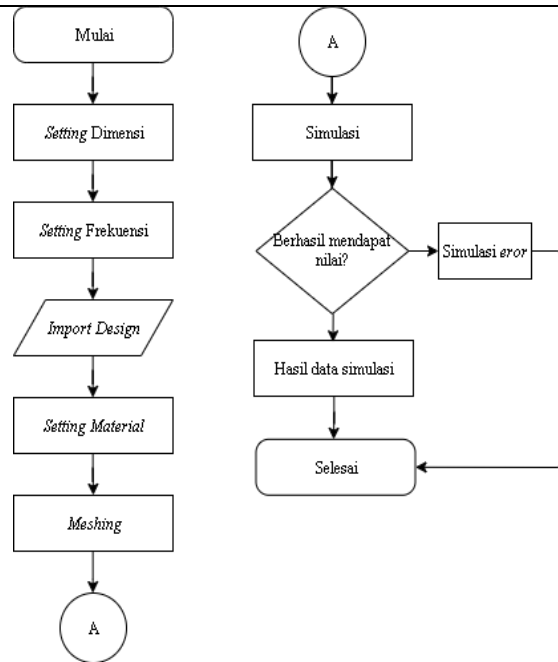 Mulai
Setting Dimensi
Setting Frekuensi
Import Design
Setting Material
Meshing
A
A
Simulasi
Berhasil mendapat
nilai?
Simulasi eror
Hasil data simulasi
Selesai